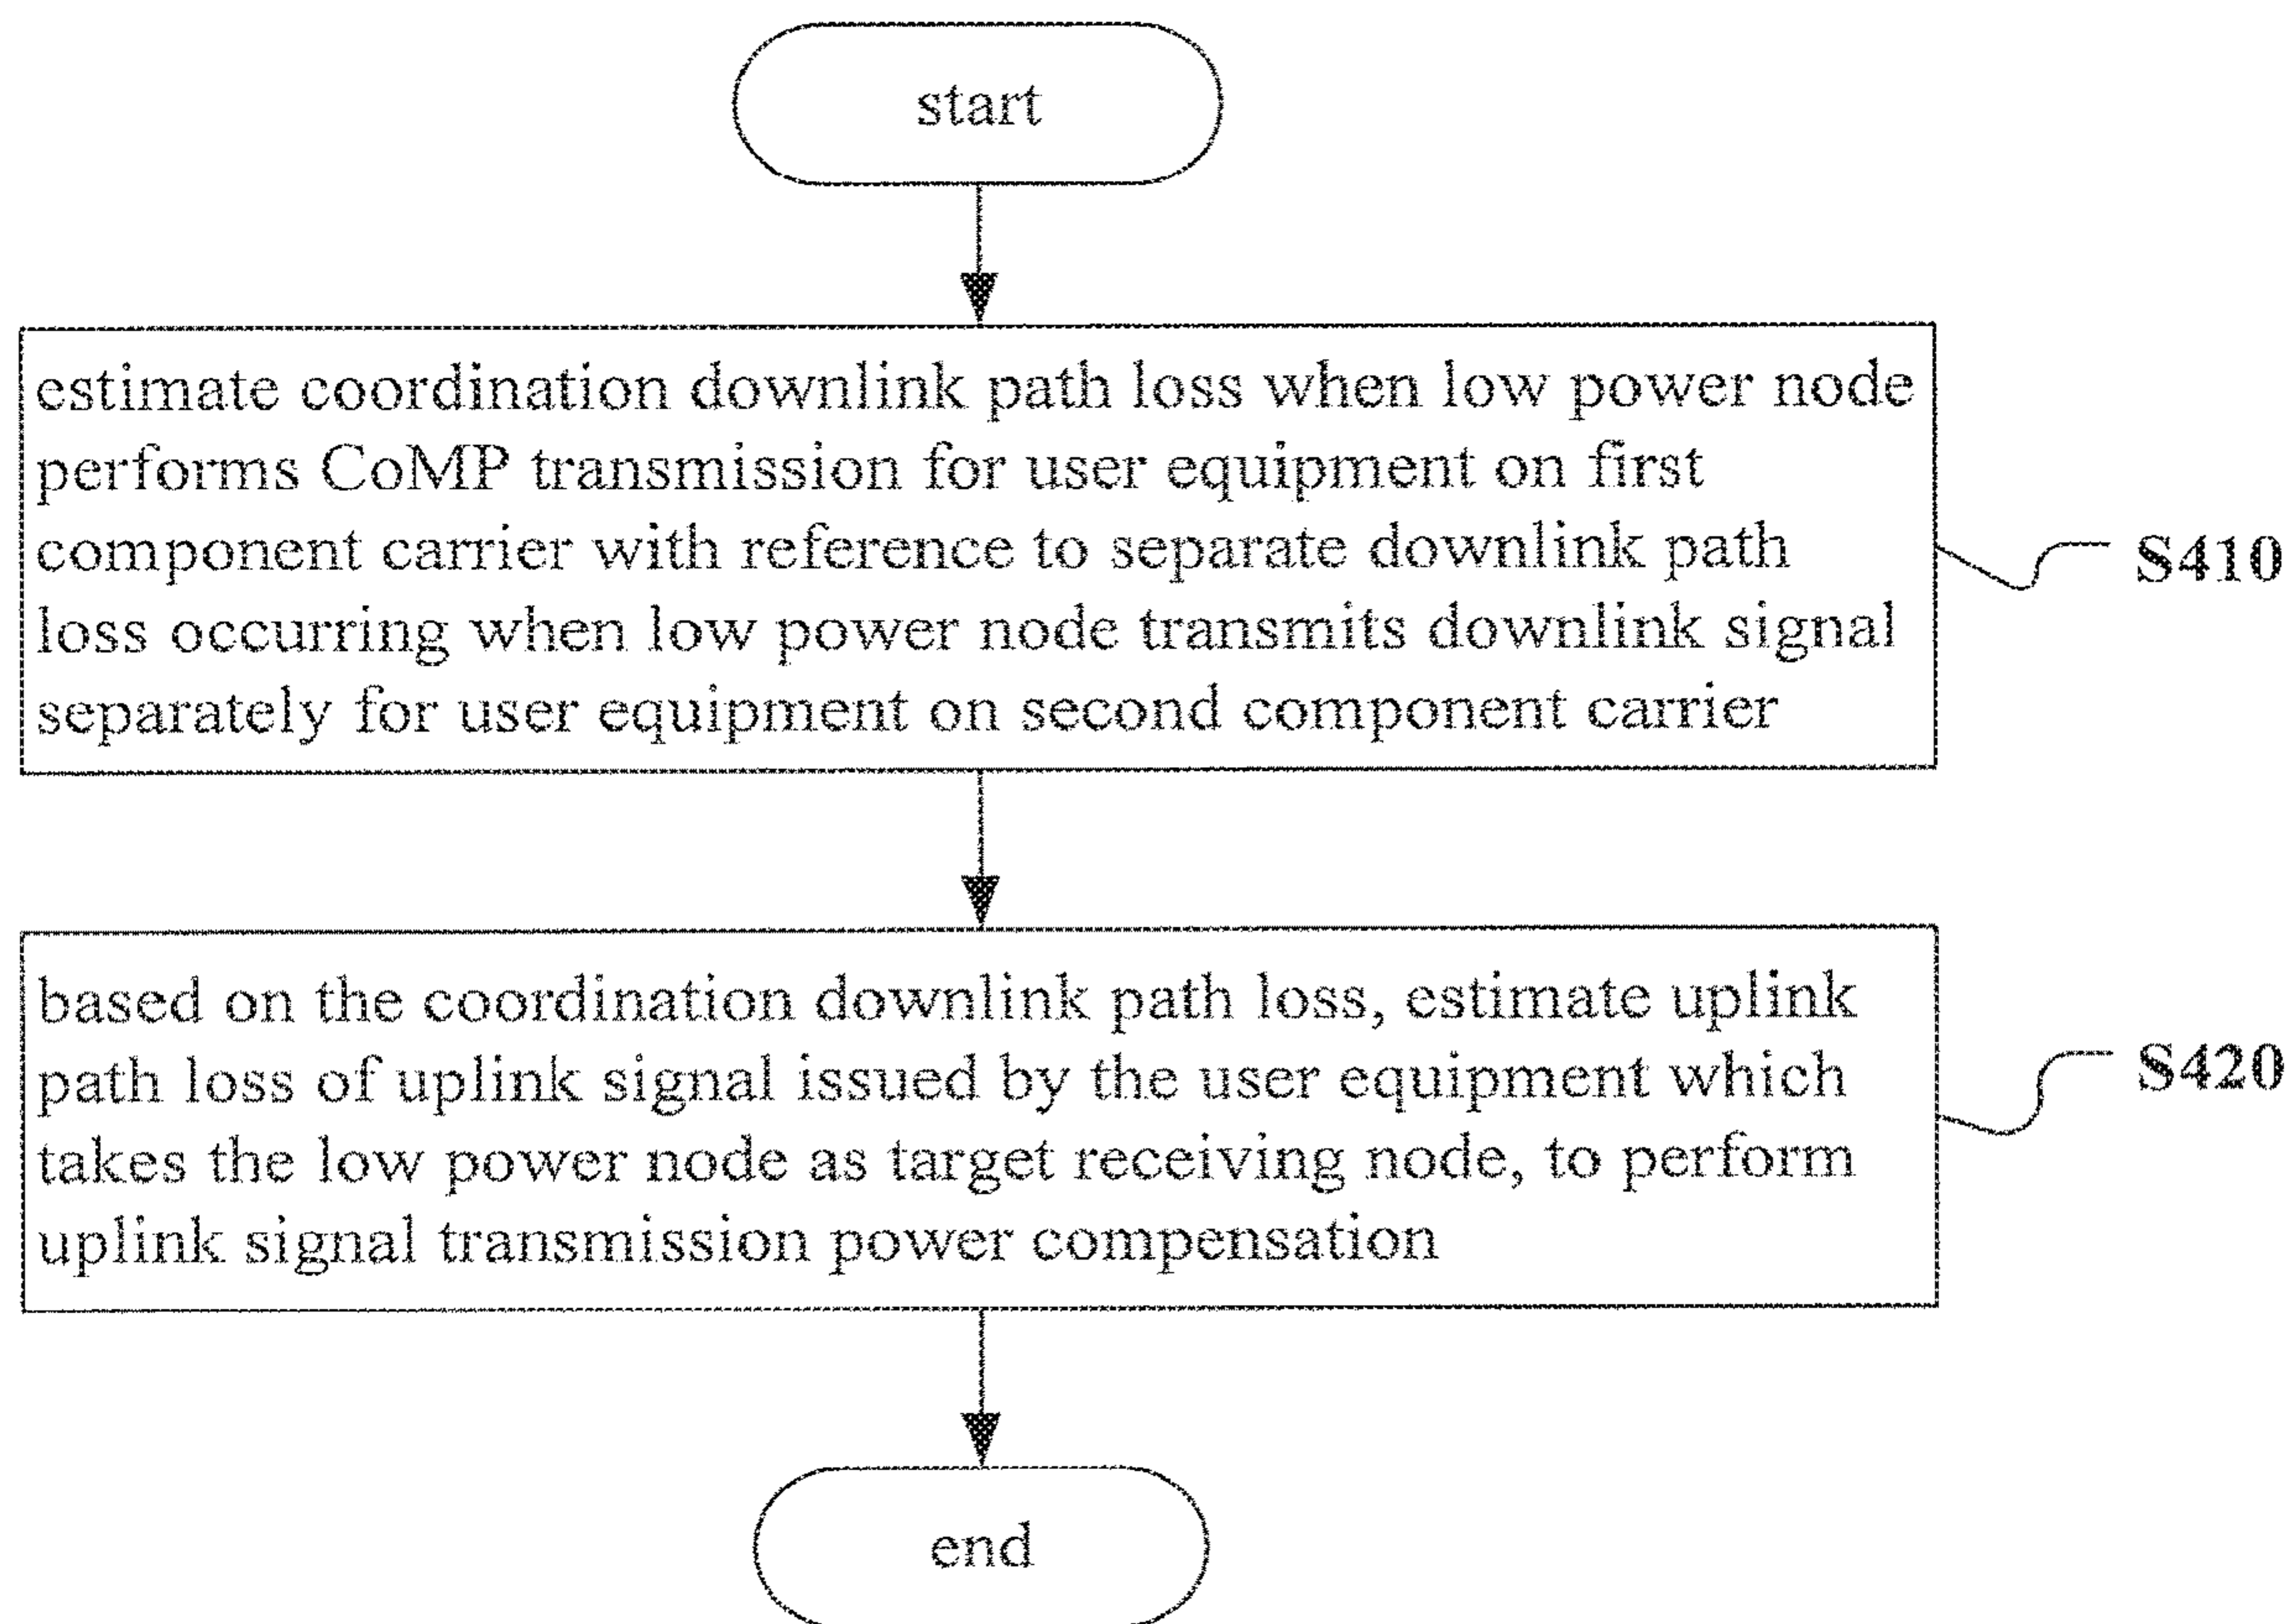 start
estimate coordination downlink path loss when low power node
performs CoMP transmission for user equipment on first
component carrier with reference to separate downlink path
loss occurring when low power node transmits downlink signal
separately for user equipment on second component carrier
S410
based on the coordination downlink path loss, estimate uplink
path loss of uplink signal issued by the user equipment which
takes the low power node as target receiving node, to perform
uplink signal transmission power compensation
S420
end